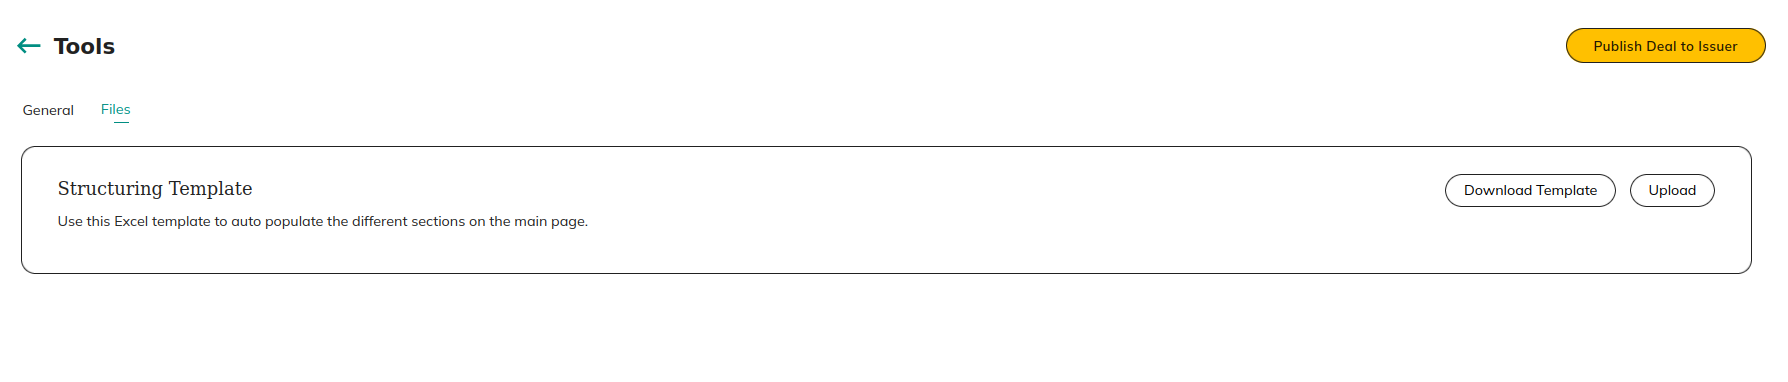 Tools
Publish Deal to Issuer
General
Files
Structuring Template
Download Template
Upload
Use this Excel template to auto populate the different sections on the main page.